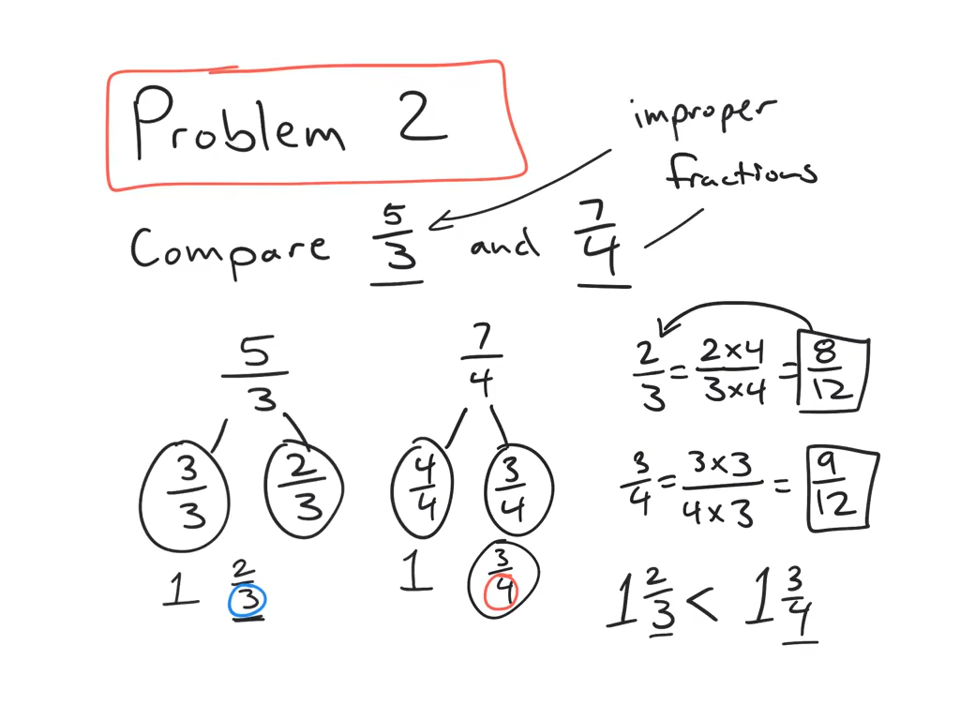 Problem 2
improper
fractions
Compare 5/3 and 7/4
5/3
3/3 2/3
1 2/3
7/4
4/4 3/4
1 3/4
2/3 = 2×4/3×4 = 8/12
3/4 = 3×3/4×3 = 9/12
1 2/3 < 1 3/4